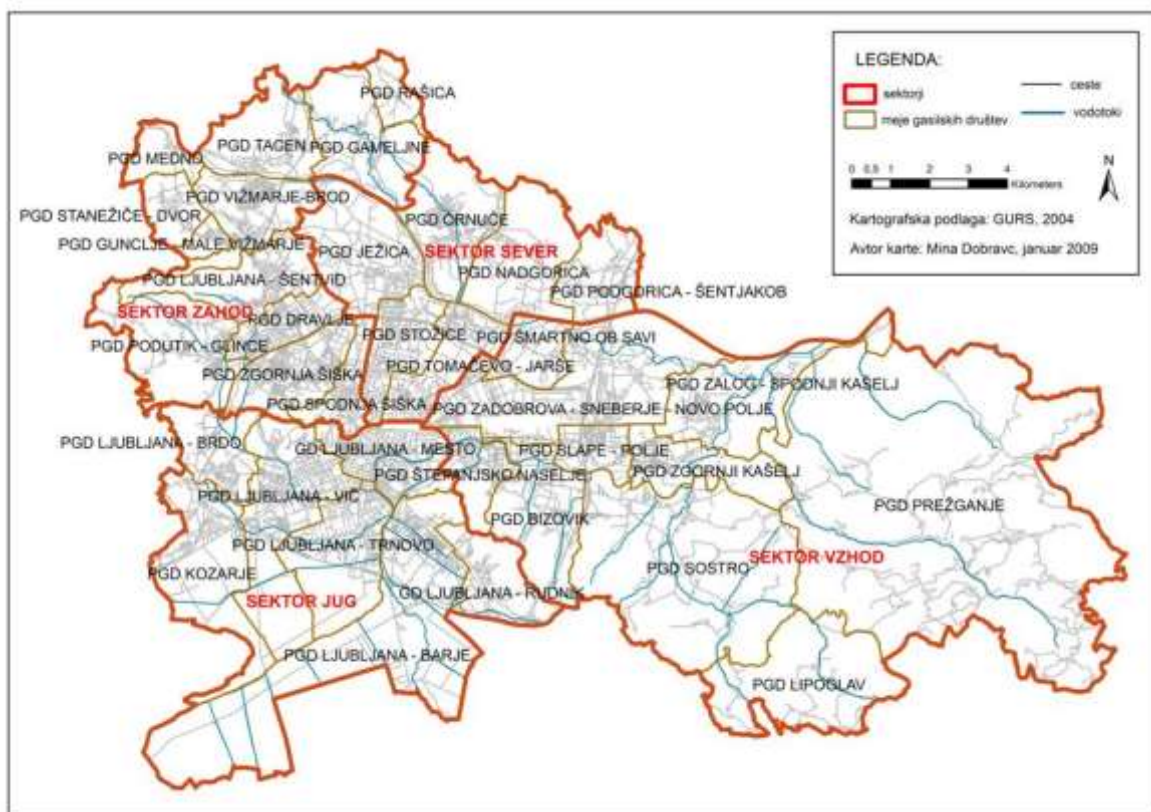 LEGENDA:
sektorji
meje gasilskih društev
ceste
vodotoki
0 0,5 1 2 3 4
Kilometers
N
Kartografska podlaga: GURS, 2004
Avtor karte: Mina Dobravc, januar 2009
PGD RAŠICA
PGD TACEN
PGD GAMELJNE
PGD MEDNO
PGD VIŽMARJE-BROD
PGD STANEŽIČE - DVOR
PGD ČRNUČE
PGD GUNCLJE - MALE VIŽMARJE
PGD JEŽICA
SEKTOR SEVER
PGD NADGORICA
PGD LJUBLJANA - ŠENTVID
PGD PODGORICA - ŠENTJAKOB
SEKTOR ZAHOD
PGD DRAVLJE
PGD STOŽICE
PGD ŠMARTNO OB SAVI
PGD PODUTIK - GLINCE
PGD TOMAČEVO - JARŠE
PGD ZGORNJA ŠIŠKA
PGD ZALOG - SPODNJI KAŠELJ
PGD SPODNJA ŠIŠKA
PGD ZADOBROVA - SNEBERJE - NOVO POLJE
PGD LJUBLJANA - BRDO
GD LJUBLJANA - MESTO
PGD SLAPE - POLJE
PGD ŠTEPANJSKO NASELJE
PGD ZGORNJI KAŠELJ
PGD LJUBLJANA - VIČ
PGD PREŽGANJE
PGD BIZOVIK
PGD LJUBLJANA - TRNOVO
SEKTOR VZHOD
PGD KOZARJE
PGD SOSTRO
GD LJUBLJANA - RUDNIK
SEKTOR JUG
PGD LJUBLJANA - BARJE
PGD LIPOGLAV